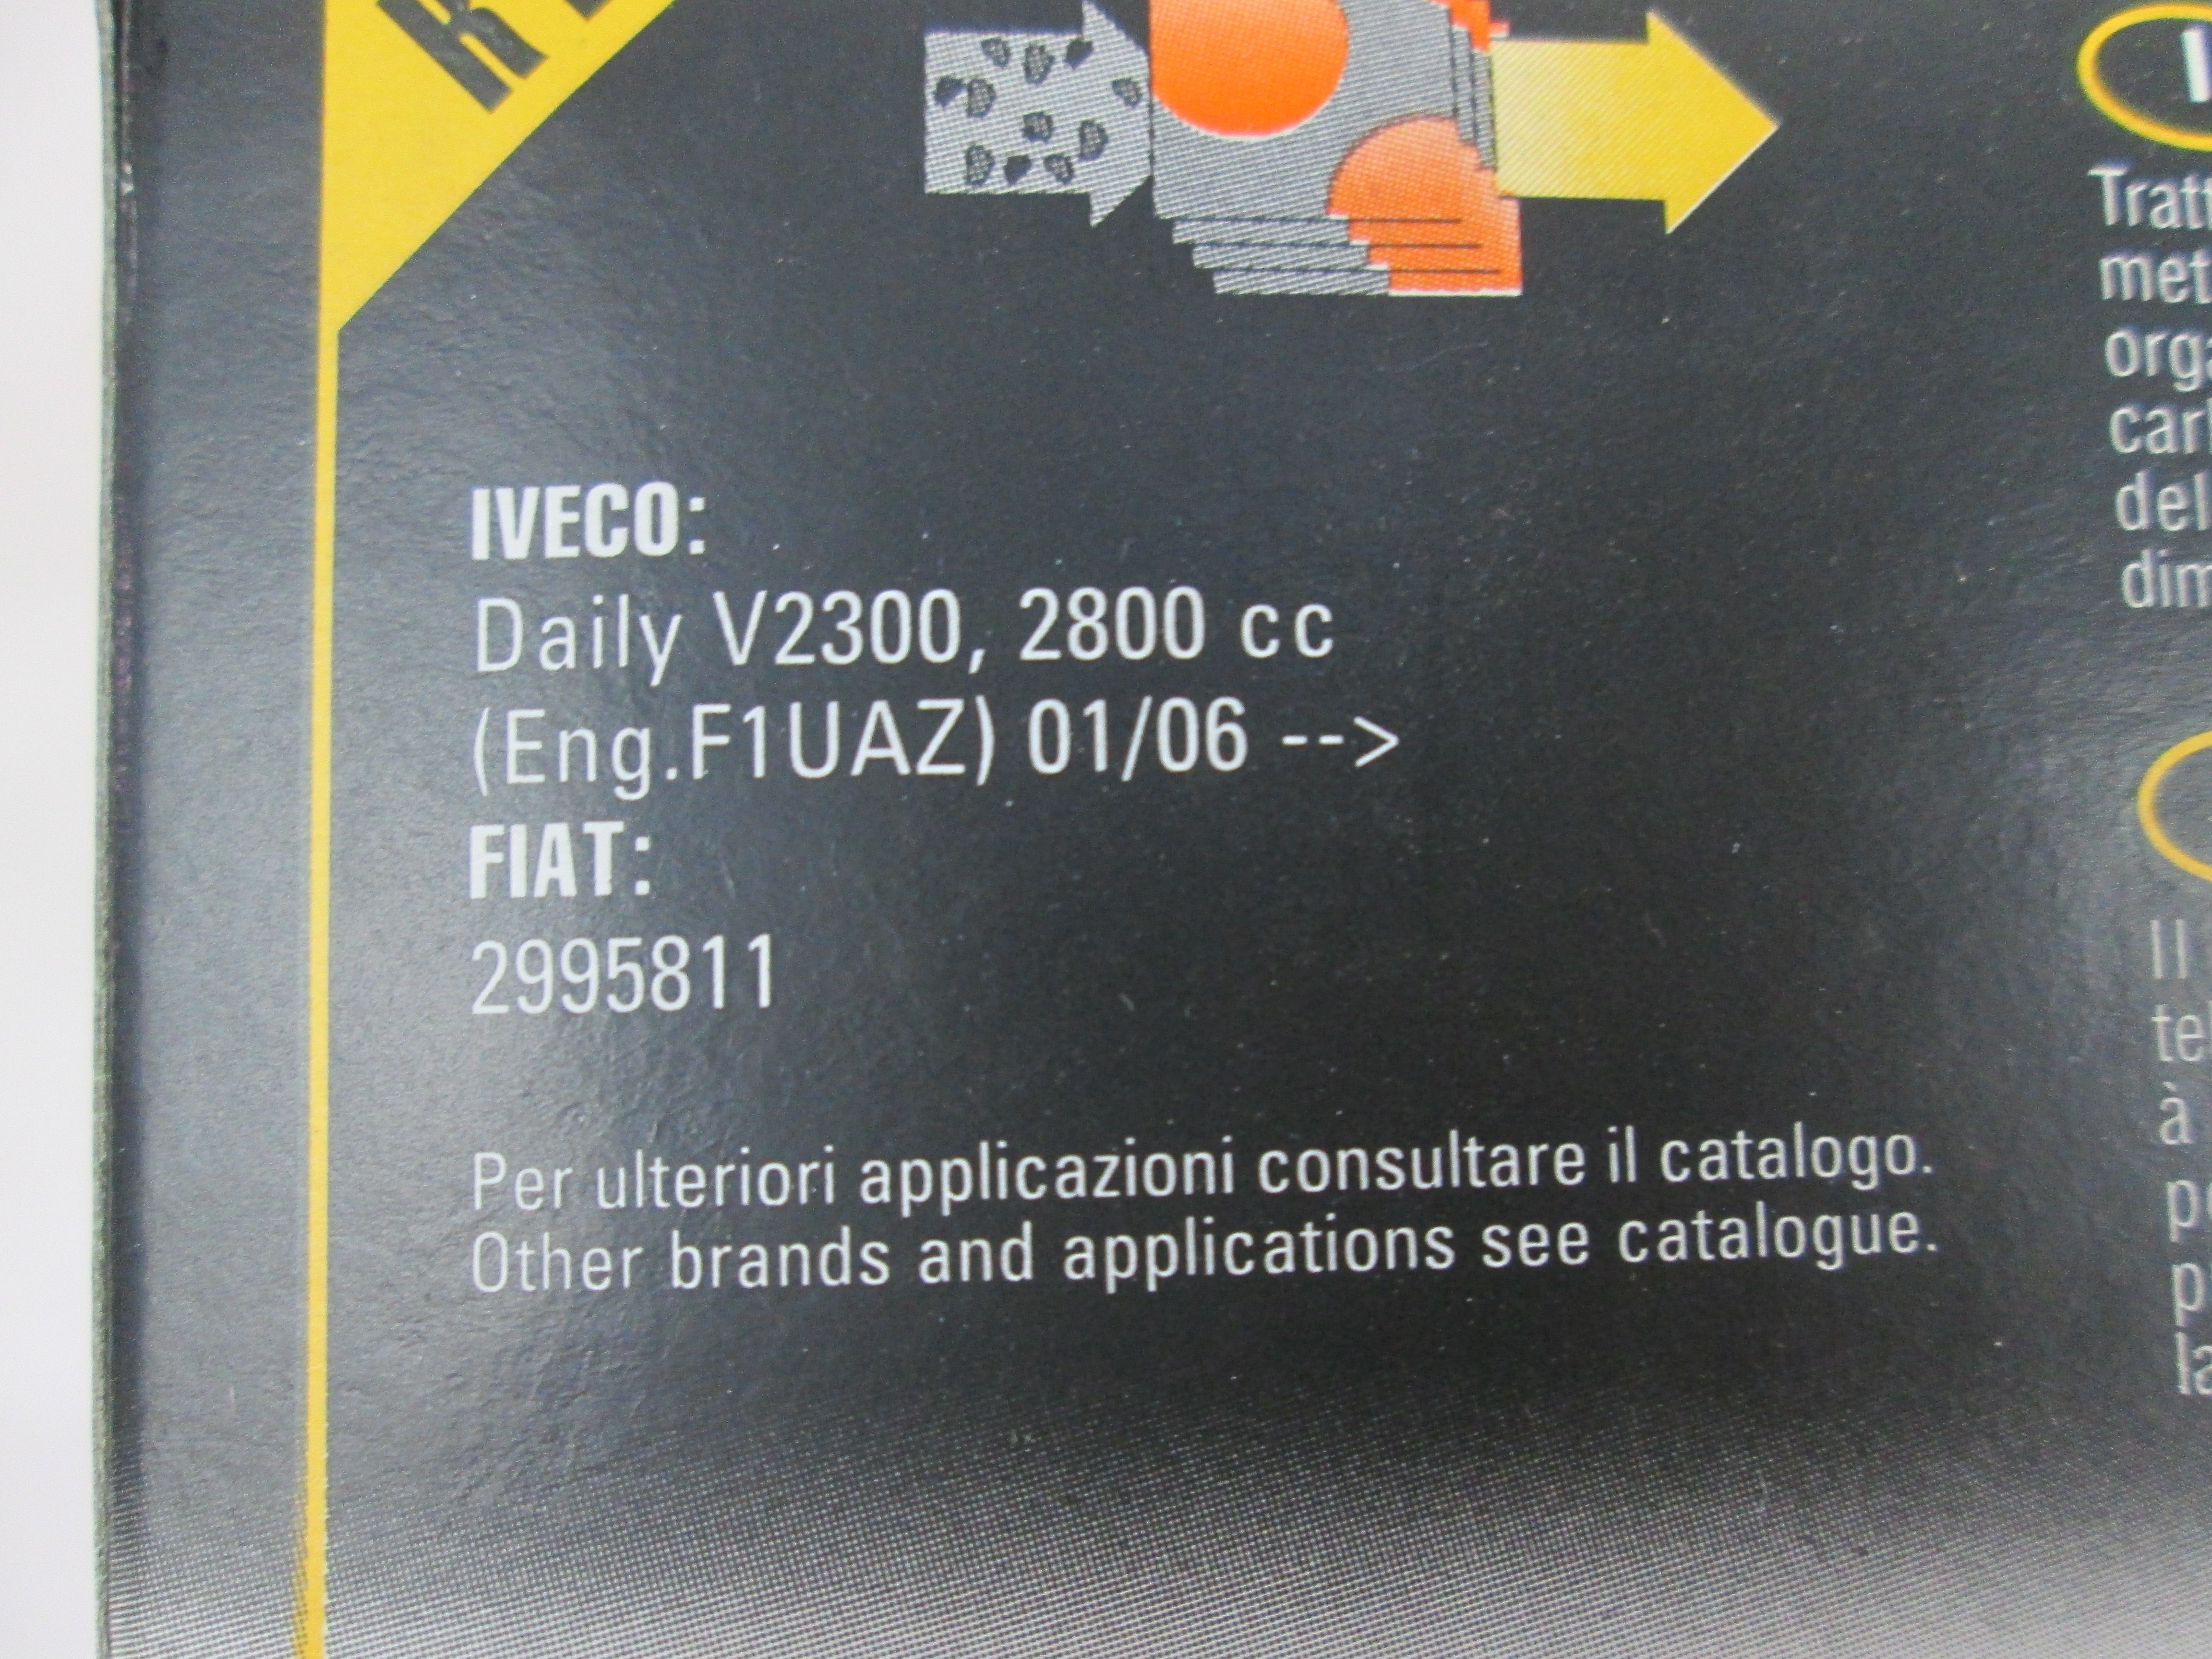 IVECO:
Daily V2300, 2800 cc
(Eng.F1UAZ) 01/06 -->
FIAT:
2995811
Per ulteriori applicazioni consultare il catalogo.
Other brands and applications see catalogue.
Il
à